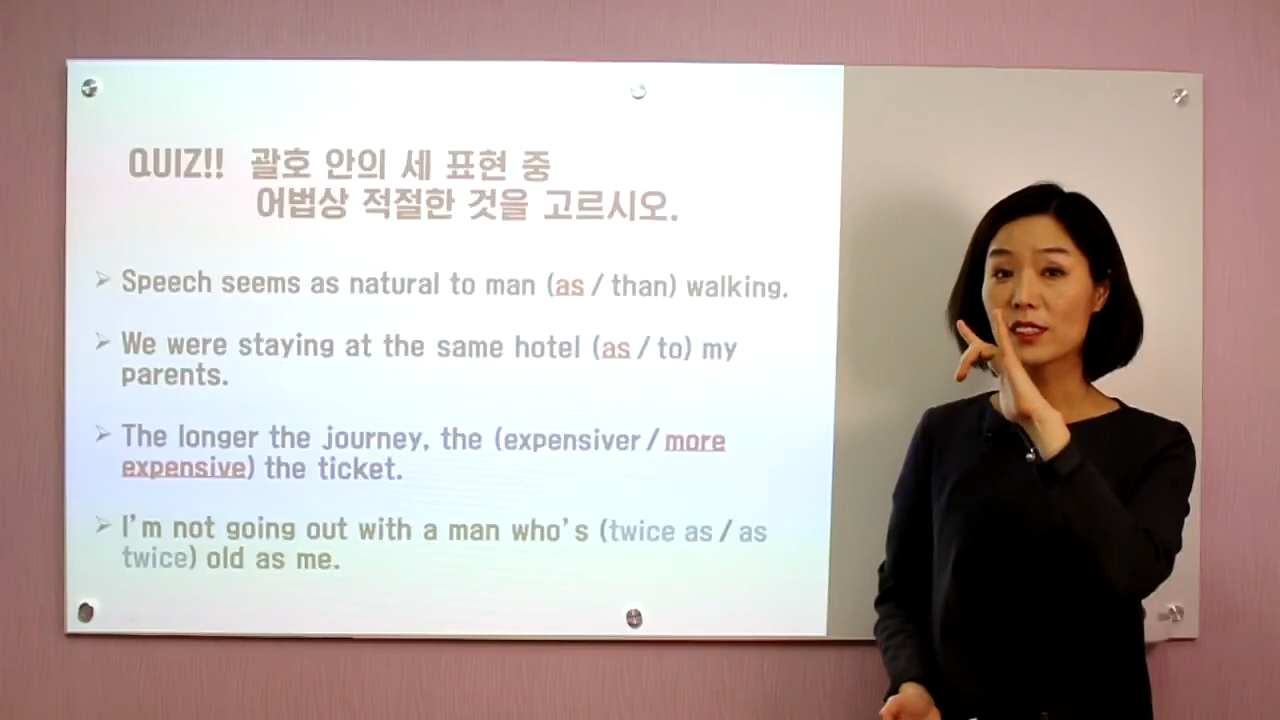 QUIZ!! 괄호 안의 세 표현 중
어법상 적절한 것을 고르시오.
➢ Speech seems as natural to man (as / than) walking.
➢ We were staying at the same hotel (as / to) my
parents.
➢ The longer the journey, the (expensiver / more
expensive) the ticket.
➢ I'm not going out with a man who's (twice as / as
twice) old as me.